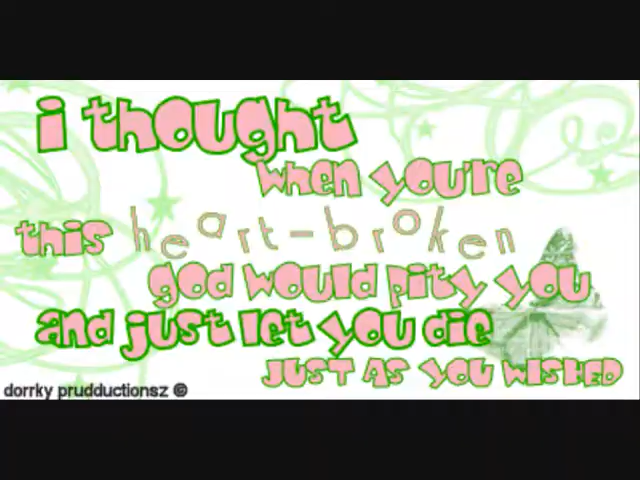 i thought
when you're
this heart-broken
god would pity you
and just let you die
JUST AS YOU WISHED
dorrky prudductionsz ©